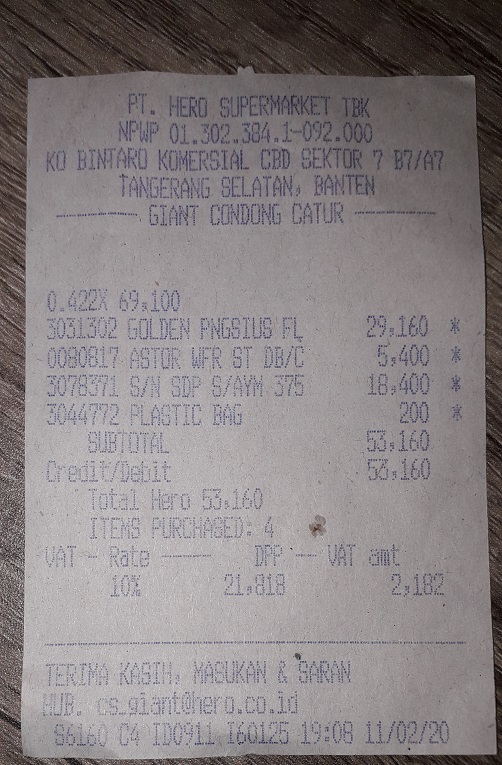 PT. HERO SUPERMARKET TBK
NPWP 01.302.384.1-092.000
KO BINTARO KOMERSIAL CBD SEKTOR 7 B7/A7
TANGERANG SELATAN, BANTEN
GIANT CONDONG CATUR
0.422X 69,100
3031302 GOLDEN PNGSIUS FL 29,160 *
0080817 ASTOR WFR ST DB/C 5,400 *
3078371 S/N SDP S/AYM 375 18,400 *
3044772 PLASTIC BAG 200 *
SUBTOTAL 53,160
Credit/Debit 53,160
Total Hero 53,160
ITEMS PURCHASED: 4
VAT -- Rate ------ DPP --- VAT amt
10% 21,818 2,182
TERIMA KASIH, MASUKAN & SARAN
HUB. cs_giant@hero.co.id
S6160 C4 ID0911 I60125 19:08 11/02/20